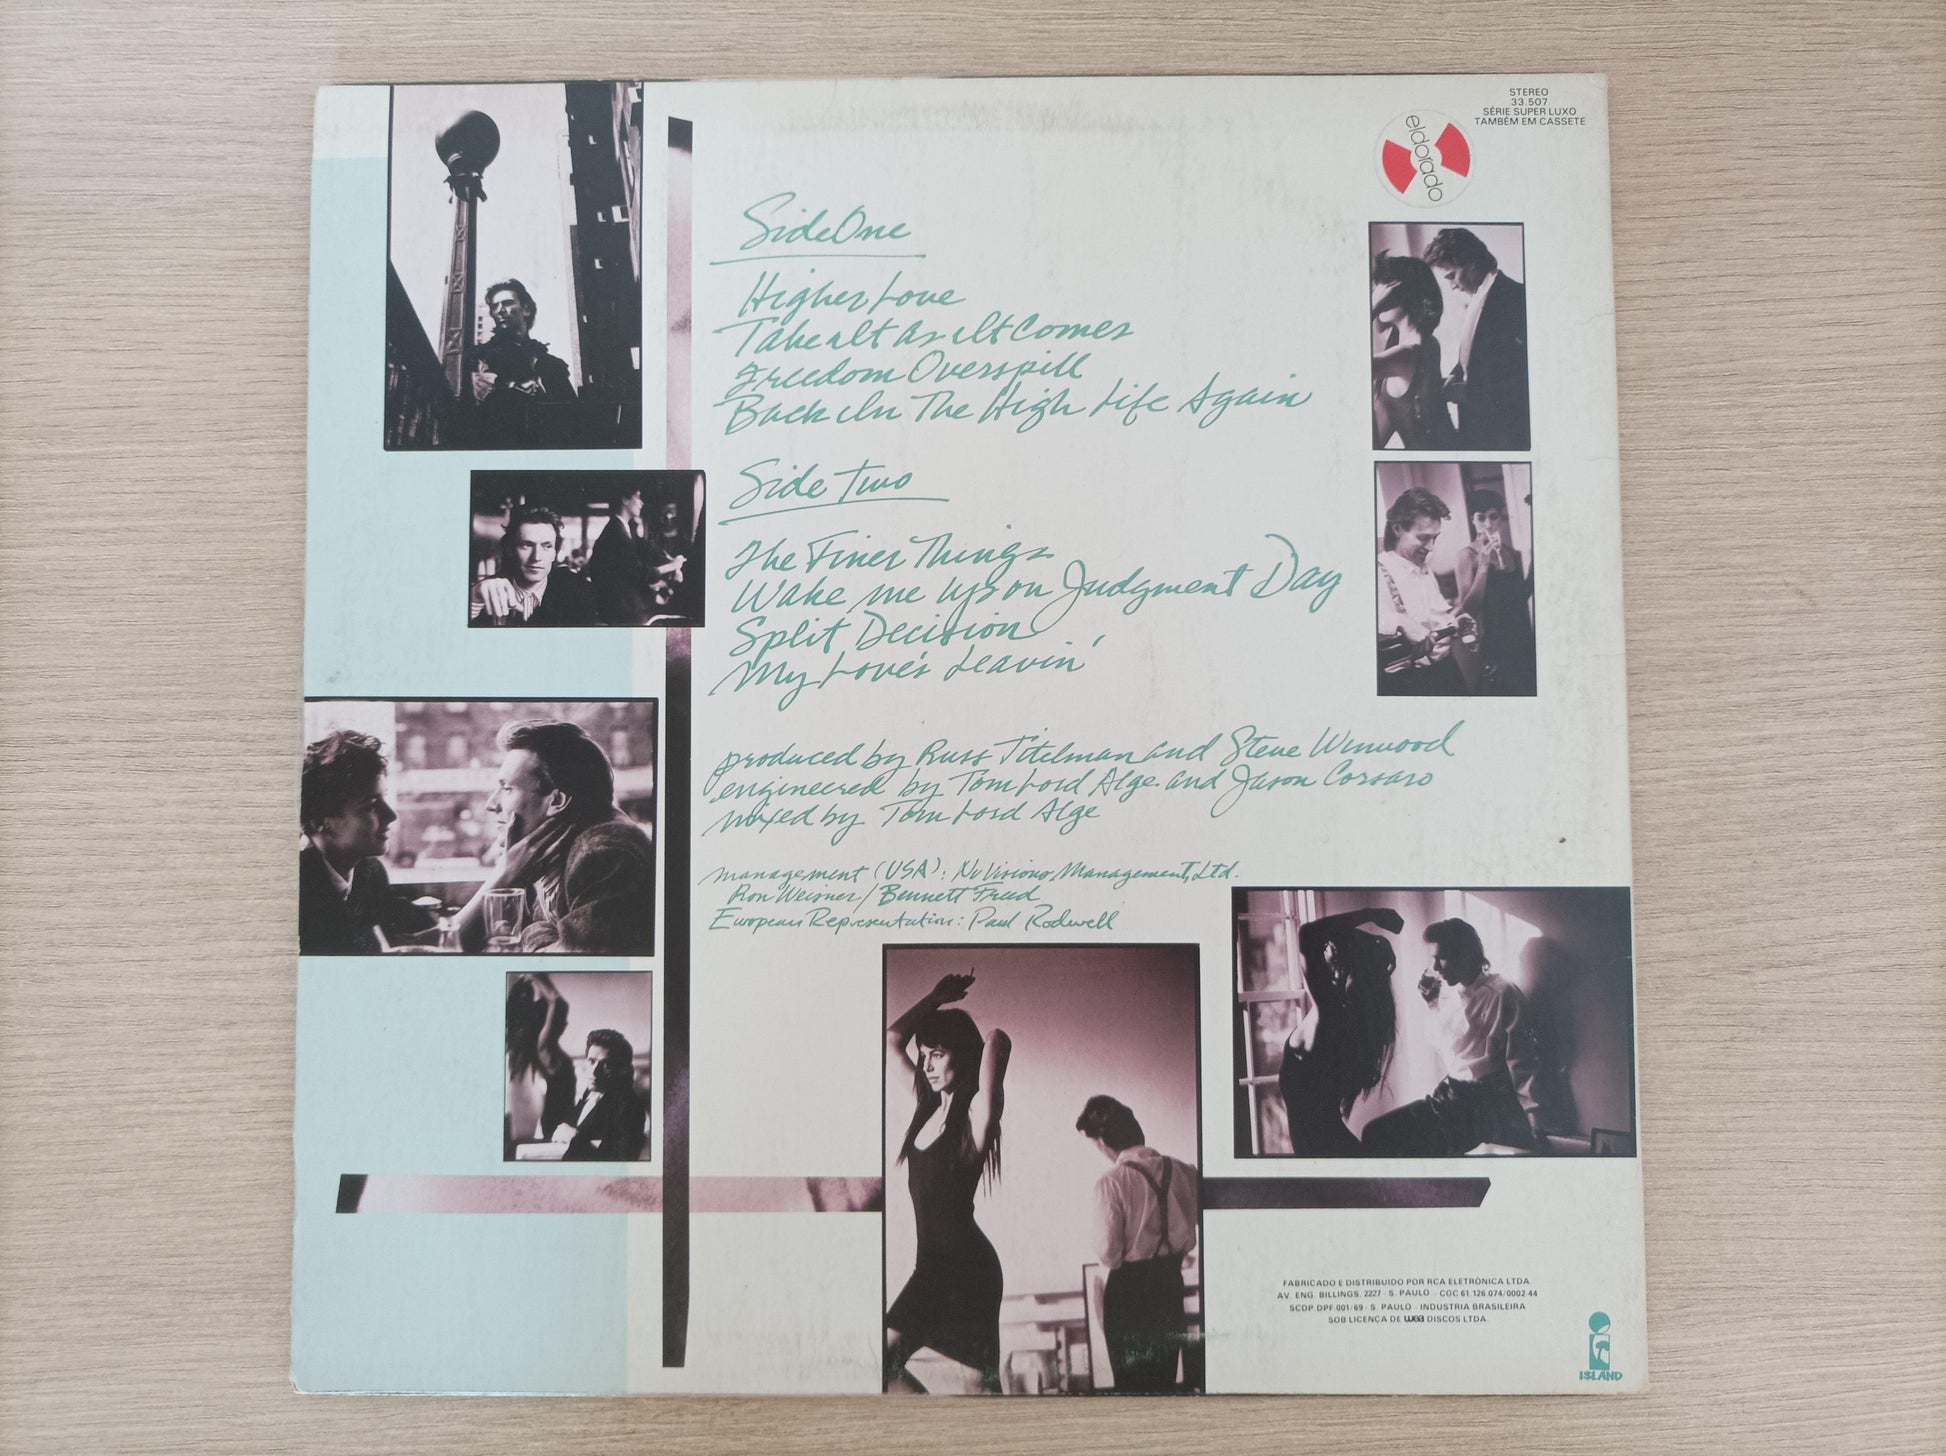 STEREO
33.507
SÉRIE SUPER LUXO
TAMBÉM EM CASSETE
eldorado
Side One
Higher Love
Take It As It Comes
Freedom Overspill
Back In The High Life Again
Side Two
The Finer Things
Wake me up on Judgment Day
Split Decision
My Love's Leavin'
produced by Russ Titelman and Steve Winwood
engineered by Tom Lord Alge and Jason Corsaro
mixed by Tom Lord Alge
management (USA): Nu Visions Management, Ltd.
Ron Weisner / Bennett Freed
European Representation: Paul Rodwell
FABRICADO E DISTRIBUIDO POR RCA ELETRÔNICA LTDA.
AV. ENG. BILLINGS, 2227 - S. PAULO - CGC 61.126.074/0002-44
SCDP. DPF. 001/69 - S. PAULO - INDUSTRIA BRASILEIRA
SOB LICENÇA DE wea DISCOS LTDA.
ISLAND